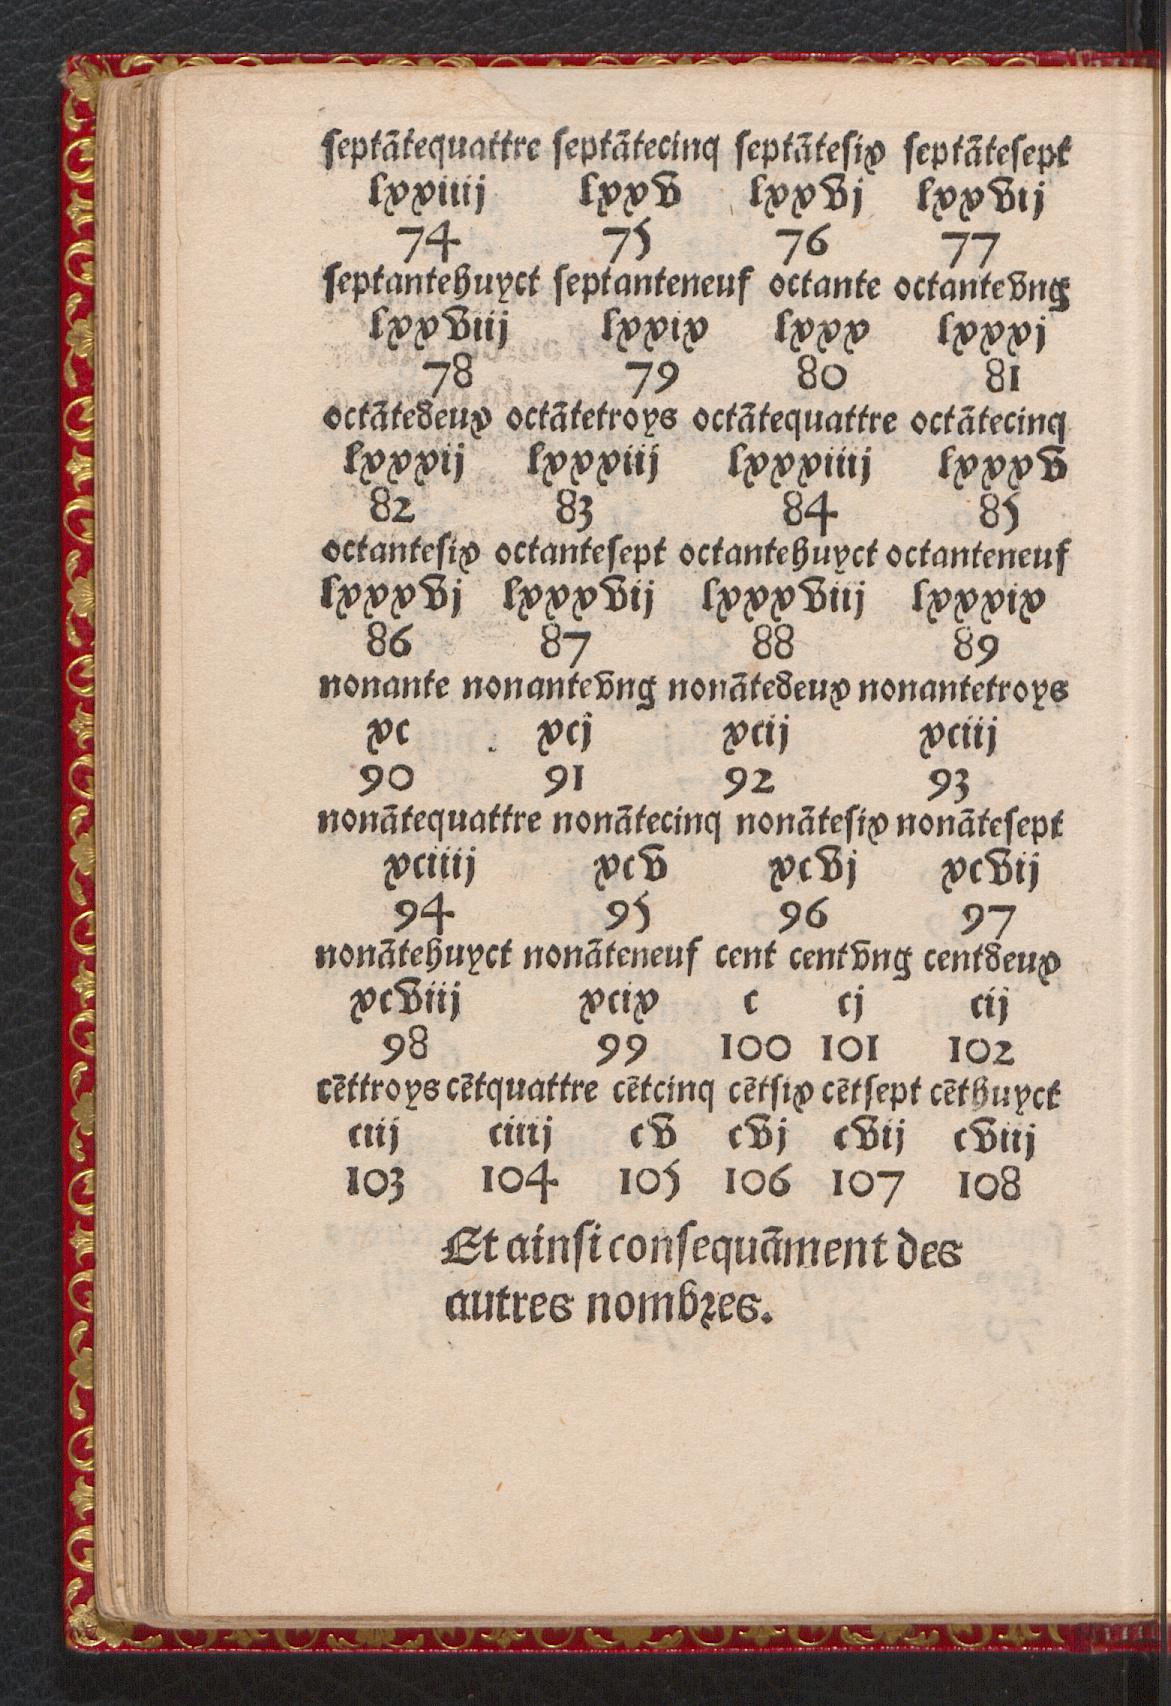 septãtequattre septãtecinq septãtesix septãtesept
lxxiiij lxxv lxxvj lxxvij
74 75 76 77
septantehuyct septanteneuf octante octantevng
lxxviij lxxix lxxx lxxxj
78 79 80 81
octãtedeux octãtetroys octãtequattre octãtecinq
lxxxij lxxxiij lxxxiiij lxxxv
82 83 84 85
octantesix octantesept octantehuyct octanteneuf
lxxxvj lxxxvij lxxxviij lxxxix
86 87 88 89
nonante nonantevng nonãtedeux nonantetroys
xc xcj xcij xciij
90 91 92 93
nonãtequattre nonãtecinq nonãtesix nonãtesept
xciiij xcv xcvj xcvij
94 95 96 97
nonãtehuyct nonãteneuf cent centvng centdeux
xcviij xcix c cj cij
98 99 100 101 102
cẽttroys cẽtquattre cẽtcinq cẽtsix cẽtsept cẽthuyct
ciij ciiij cv cvj cvij cviij
103 104 105 106 107 108
Et ainsi consequãment des
autres nombres.